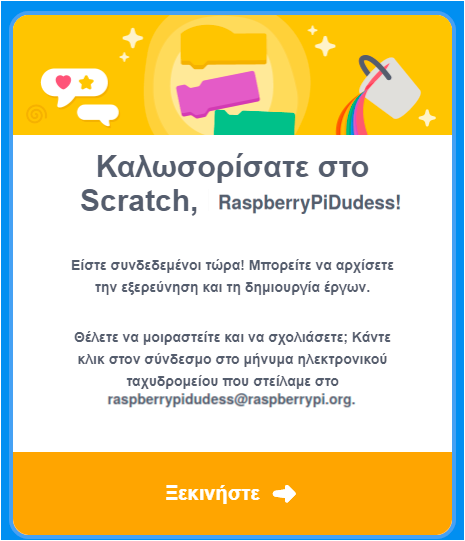 Καλωσορίσατε στο
Scratch, RaspberryPiDudess!
Είστε συνδεδεμένοι τώρα! Μπορείτε να αρχίσετε
την εξερεύνηση και τη δημιουργία έργων.
Θέλετε να μοιραστείτε και να σχολιάσετε; Κάντε
κλικ στον σύνδεσμο στο μήνυμα ηλεκτρονικού
ταχυδρομείου που στείλαμε στο
raspberrypidudess@raspberrypi.org.
Ξεκινήστε